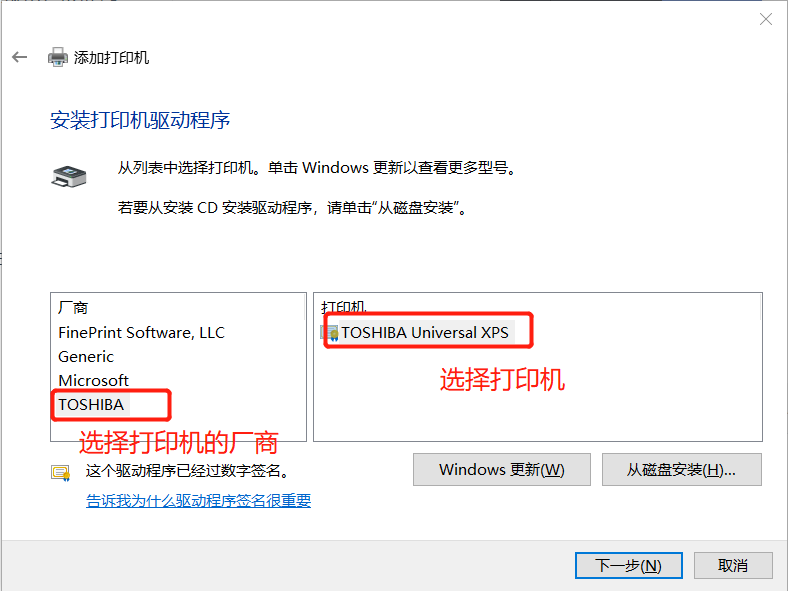 添加打印机
安装打印机驱动程序
从列表中选择打印机。单击 Windows 更新以查看更多型号。
若要从安装 CD 安装驱动程序，请单击“从磁盘安装”。
厂商
FinePrint Software, LLC
Generic
Microsoft
TOSHIBA
打印机
TOSHIBA Universal XPS
选择打印机
选择打印机的厂商
这个驱动程序已经过数字签名。
告诉我为什么驱动程序签名很重要
Windows 更新(W)
从磁盘安装(H)...
下一步(N)
取消